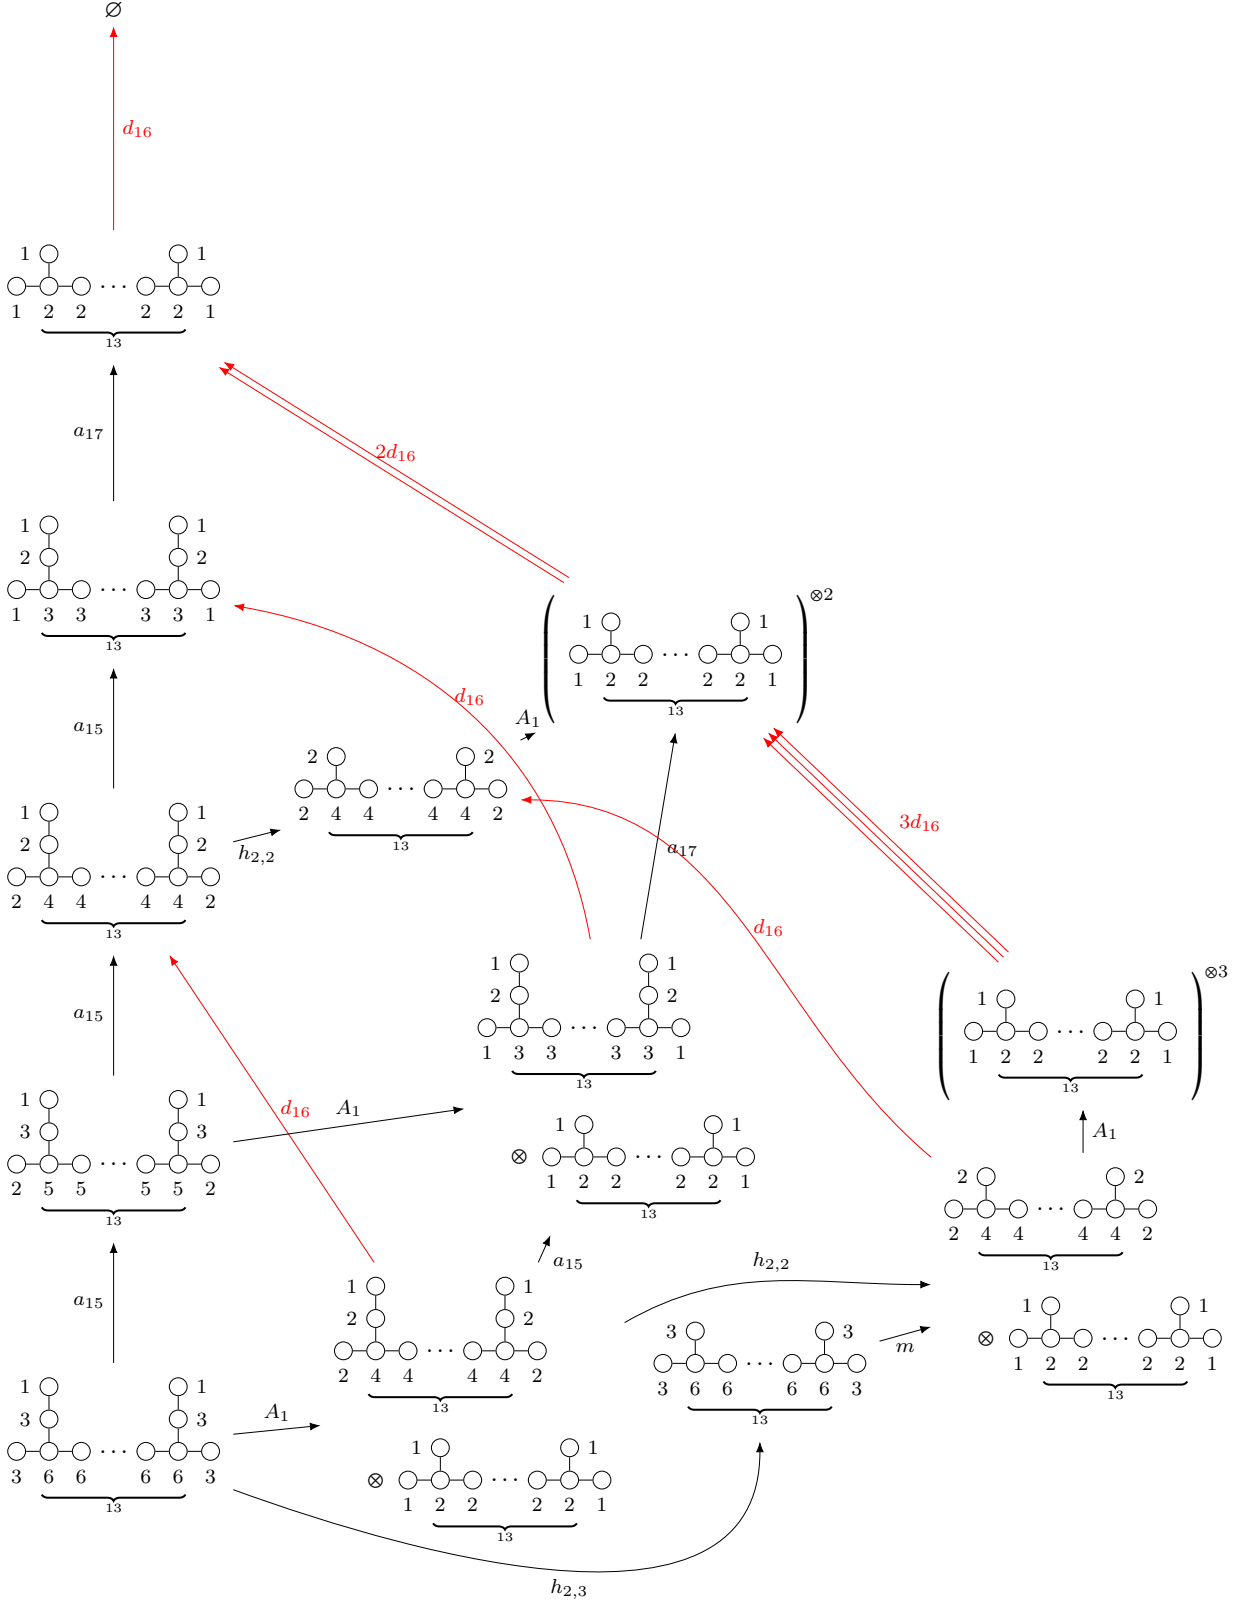 ∅
d₁₆
1 1
1 2 2 ⋯ 2 2 1
13
a₁₇
2d₁₆
1 1
2 2
1 3 3 ⋯ 3 3 1
13
( 1 1 )⊗2
1 2 2 ⋯ 2 2 1
13
a₁₅
d₁₆
A₁
2 2
2 4 4 ⋯ 4 4 2
13
1 1
2 2
2 4 4 ⋯ 4 4 2
13
h₂,₂
a₁₇
3d₁₆
d₁₆
a₁₅
1 1
2 2
1 3 3 ⋯ 3 3 1
13
⊗ 1 1
1 2 2 ⋯ 2 2 1
13
( 1 1 )⊗3
1 2 2 ⋯ 2 2 1
13
1 1
3 3
2 5 5 ⋯ 5 5 2
13
d₁₆
A₁
A₁
2 2
2 4 4 ⋯ 4 4 2
13
⊗ 1 1
1 2 2 ⋯ 2 2 1
13
a₁₅
a₁₅
h₂,₂
1 1
2 2
2 4 4 ⋯ 4 4 2
13
⊗ 1 1
1 2 2 ⋯ 2 2 1
13
3 3
3 6 6 ⋯ 6 6 3
13
m
1 1
3 3
3 6 6 ⋯ 6 6 3
13
A₁
h₂,₃